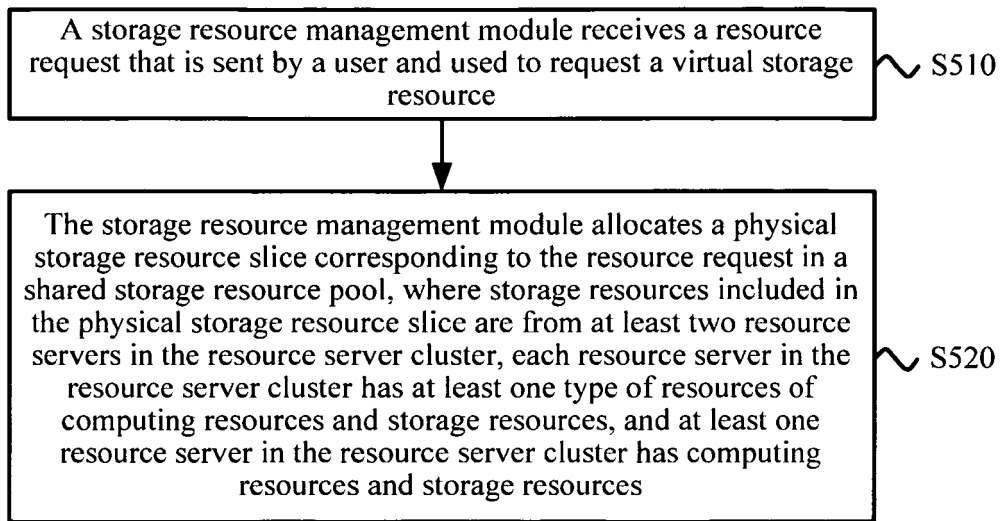 A storage resource management module receives a resource
request that is sent by a user and used to request a virtual storage
resource
S510
The storage resource management module allocates a physical
storage resource slice corresponding to the resource request in a
shared storage resource pool, where storage resources included in
the physical storage resource slice are from at least two resource
servers in the resource server cluster, each resource server in the
resource server cluster has at least one type of resources of
computing resources and storage resources, and at least one
resource server in the resource server cluster has computing
resources and storage resources
S520